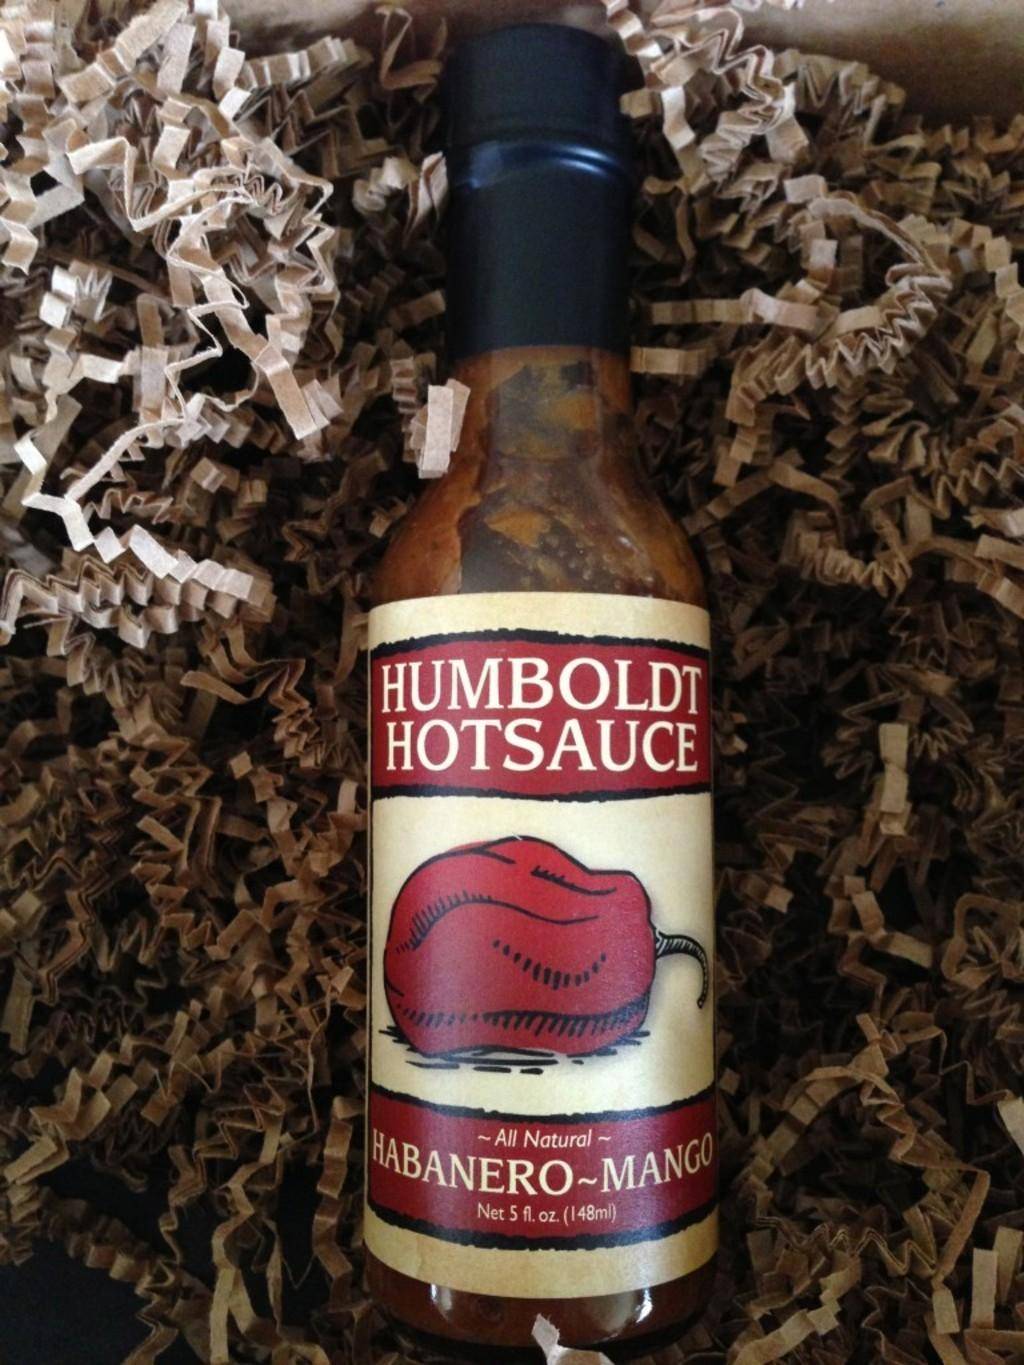 HUMBOLDT
HOTSAUCE
~ All Natural ~
HABANERO~MANGO
Net 5 fl. oz. (148ml)